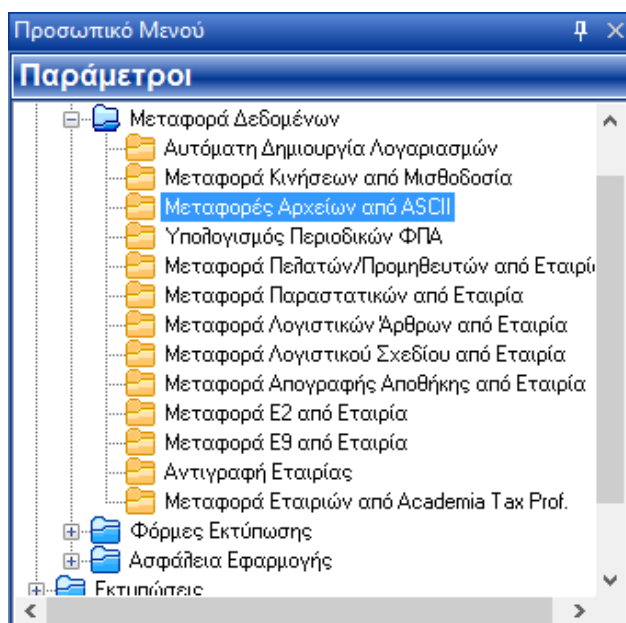 Προσωπικό Μενού
Παράμετροι
Μεταφορά Δεδομένων
Αυτόματη Δημιουργία Λογαριασμών
Μεταφορά Κινήσεων από Μισθοδοσία
Μεταφορές Αρχείων από ASCII
Υπολογισμός Περιοδικών ΦΠΑ
Μεταφορά Πελατών/Προμηθευτών από Εταιρί
Μεταφορά Παραστατικών από Εταιρία
Μεταφορά Λογιστικών Άρθρων από Εταιρία
Μεταφορά Λογιστικού Σχεδίου από Εταιρία
Μεταφορά Απογραφής Αποθήκης από Εταιρία
Μεταφορά Ε2 από Εταιρία
Μεταφορά Ε9 από Εταιρία
Αντιγραφή Εταιρίας
Μεταφορά Εταιριών από Academia Tax Prof.
Φόρμες Εκτύπωσης
Ασφάλεια Εφαρμογής
Εκτυπώσεις